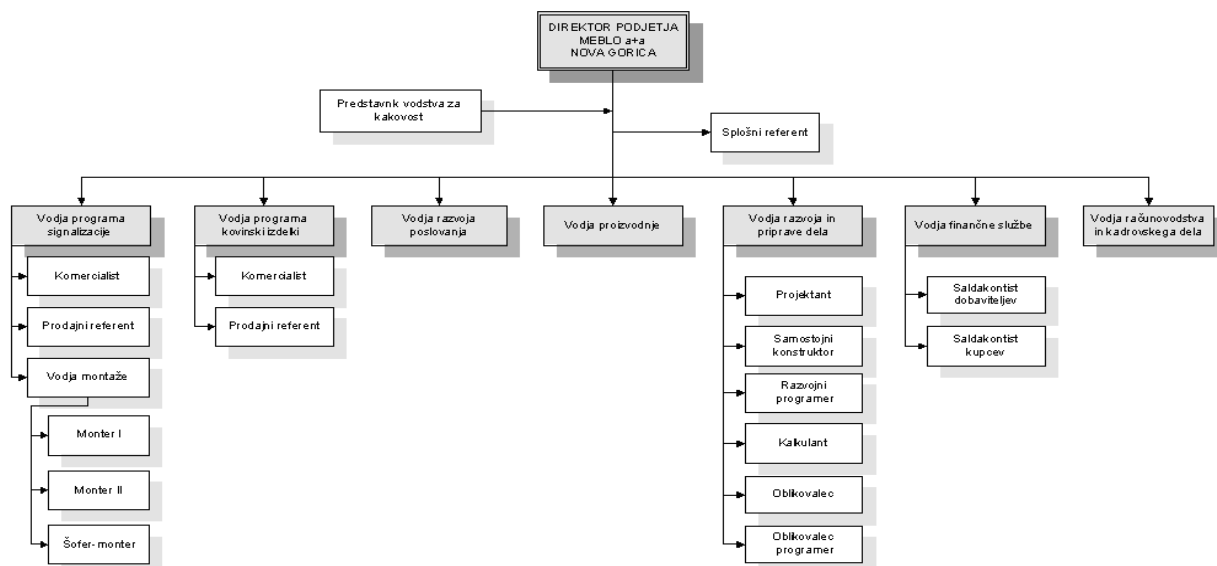 DIREKTOR PODJETJA
MEBLO a+a
NOVA GORICA
Predstavnik vodstva za
kakovost
Splošni referent
Vodja programa
signalizacije
Vodja programa
kovinski izdelki
Vodja razvoja
poslovanja
Vodja proizvodnje
Vodja razvoja in
priprave dela
Vodja finančne službe
Vodja računovodstva
in kadrovskega dela
Komercialist
Prodajni referent
Vodja montaže
Monter I
Monter II
Šofer-monter
Komercialist
Prodajni referent
Projektant
Samostojni
konstruktor
Razvojni
programer
Kalkulant
Oblikovalec
Oblikovalec
programer
Saldakontist
dobaviteljev
Saldakontist
kupcev